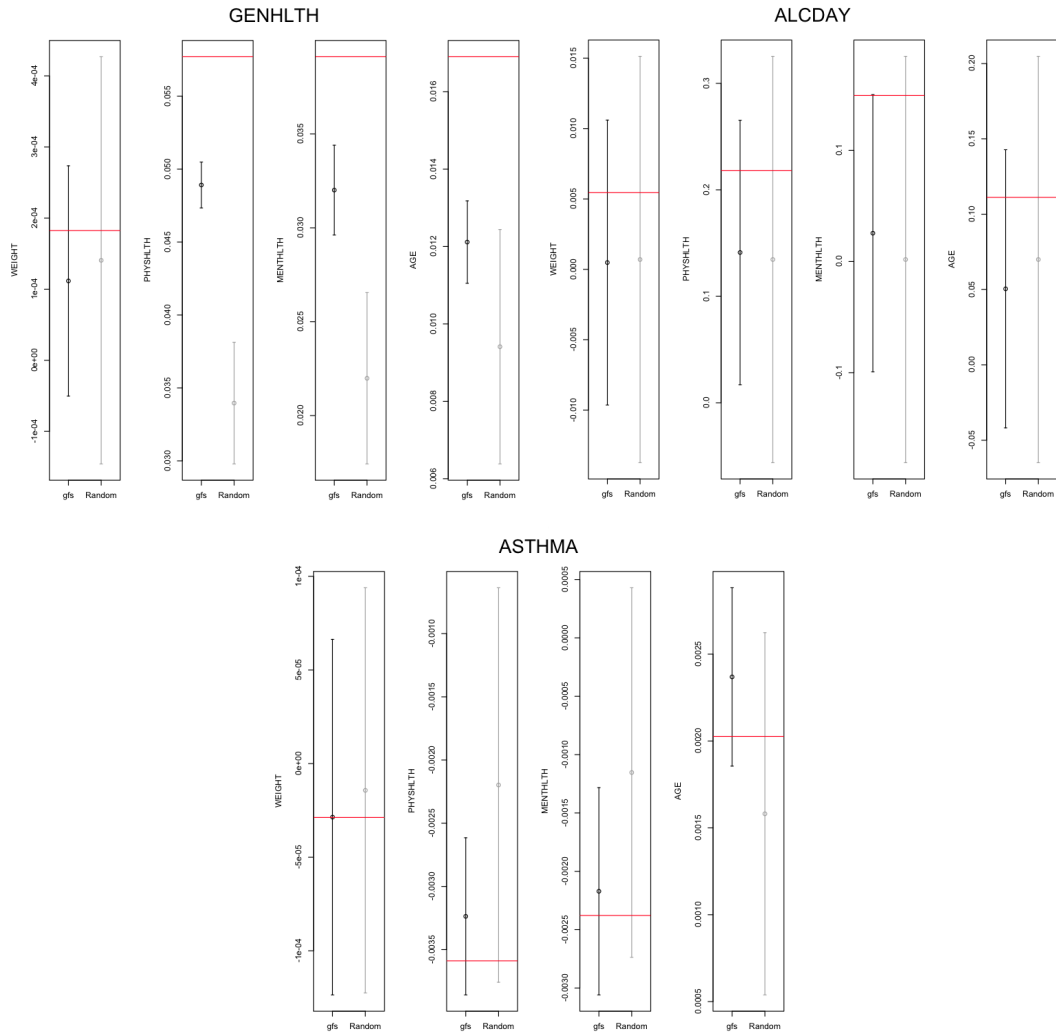 GENHLTH
WEIGHT
4e-04
3e-04
2e-04
1e-04
0e+00
-1e-04
gfs Random
PHYSHLTH
0.055
0.050
0.045
0.040
0.035
0.030
gfs Random
MENTHLTH
0.035
0.030
0.025
0.020
gfs Random
AGE
0.016
0.014
0.012
0.010
0.008
0.006
gfs Random
ALCDAY
WEIGHT
0.015
0.010
0.005
0.000
-0.005
-0.010
gfs Random
PHYSHLTH
0.3
0.2
0.1
0.0
gfs Random
MENTHLTH
0.1
0.0
-0.1
gfs Random
AGE
0.20
0.15
0.10
0.05
0.00
-0.05
gfs Random
ASTHMA
WEIGHT
1e-04
5e-05
0e+00
-5e-05
-1e-04
gfs Random
PHYSHLTH
-0.0010
-0.0015
-0.0020
-0.0025
-0.0030
-0.0035
gfs Random
MENTHLTH
0.0005
0.0000
-0.0005
-0.0010
-0.0015
-0.0020
-0.0025
-0.0030
gfs Random
AGE
0.0025
0.0020
0.0015
0.0010
0.0005
gfs Random